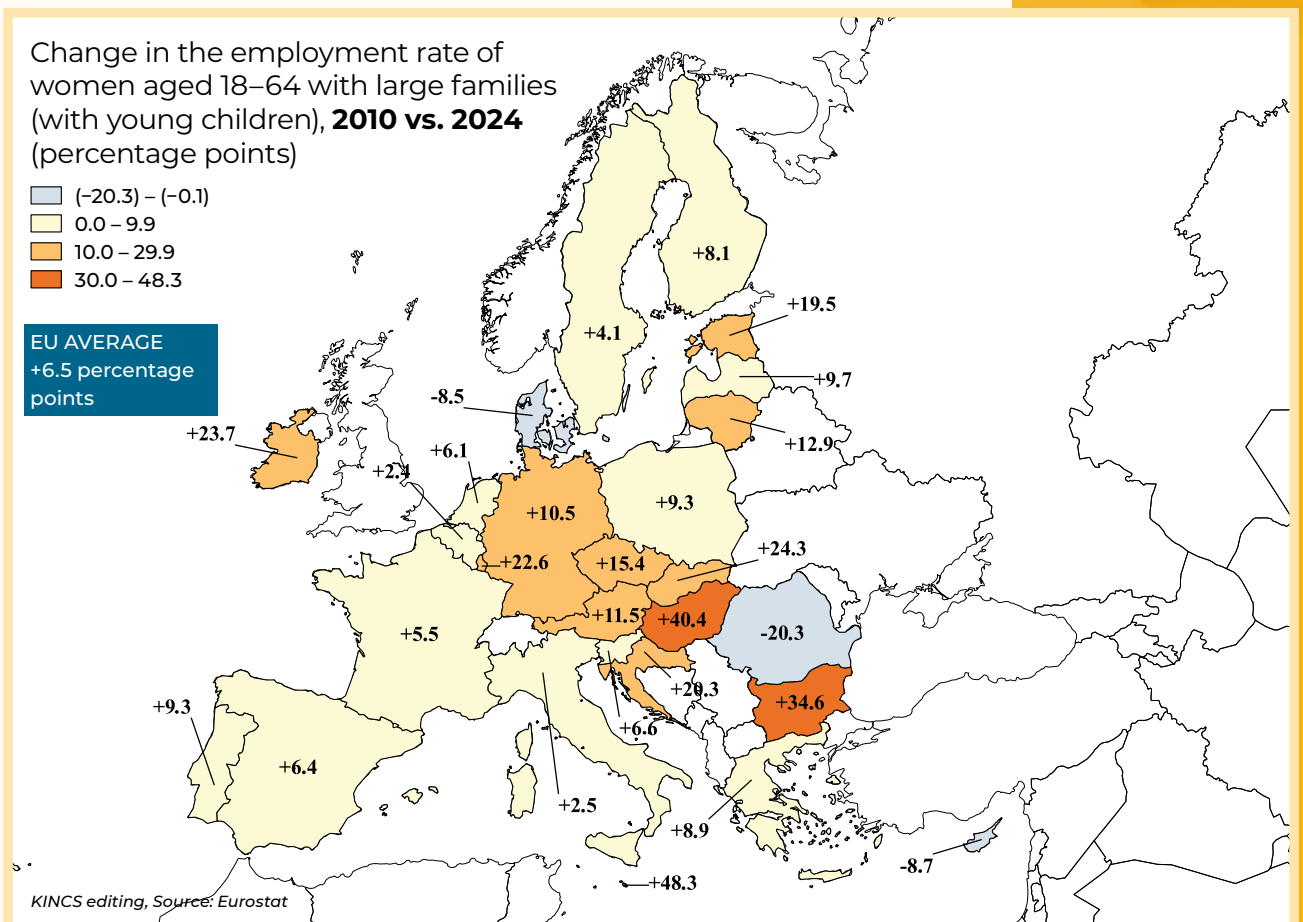 Change in the employment rate of
women aged 18–64 with large families
(with young children), 2010 vs. 2024
(percentage points)
(−20.3) – (−0.1)
0.0 – 9.9
10.0 – 29.9
30.0 – 48.3
EU AVERAGE
+6.5 percentage
points
+8.1
+19.5
+4.1
+9.7
-8.5
+12.9
+23.7
+6.1
+2.4
+9.3
+10.5
+24.3
+22.6
+15.4
+11.5
+40.4
-20.3
+5.5
+20.3
+34.6
+9.3
+6.6
+6.4
+2.5
+8.9
-8.7
+48.3
KINCS editing, Source: Eurostat